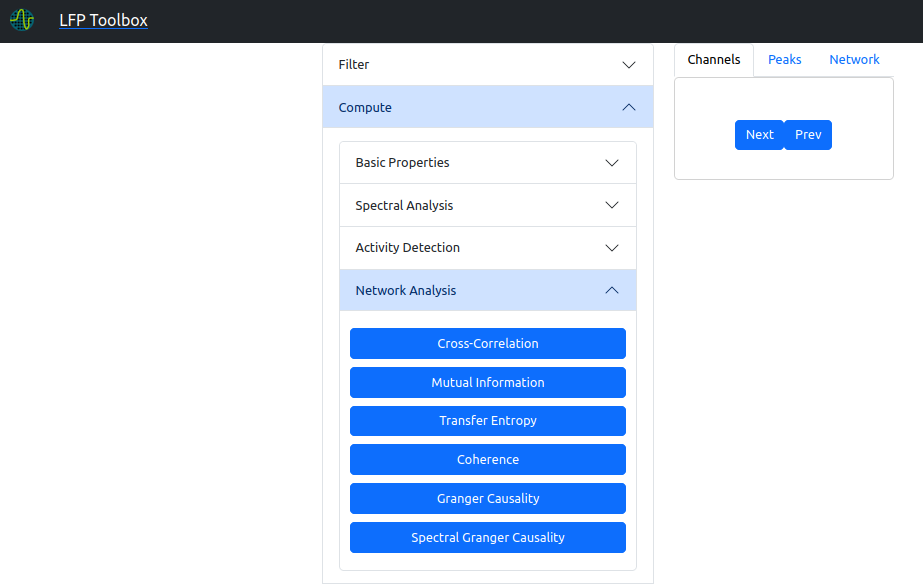 LFP Toolbox
Filter
Compute
Basic Properties
Spectral Analysis
Activity Detection
Network Analysis
Cross-Correlation
Mutual Information
Transfer Entropy
Coherence
Granger Causality
Spectral Granger Causality
Channels Peaks Network
Next Prev